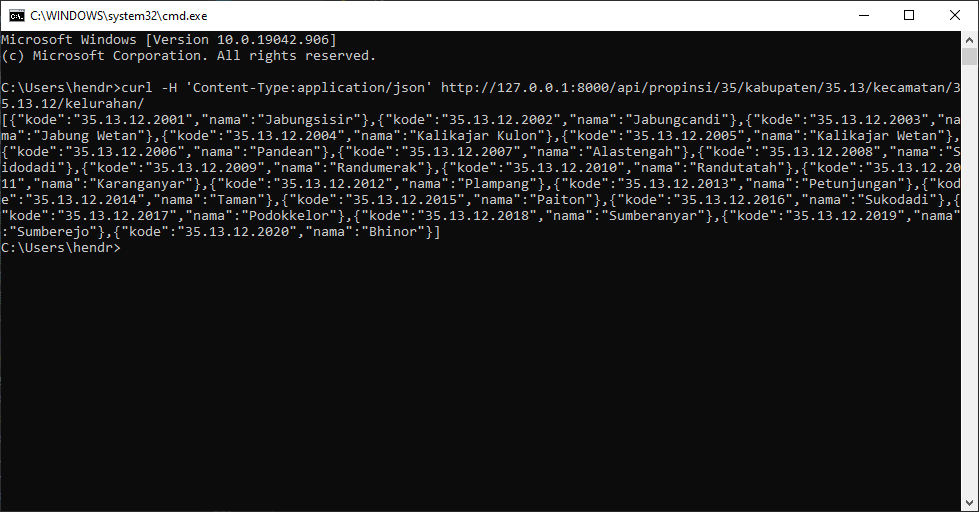 C:\WINDOWS\system32\cmd.exe
Microsoft Windows [Version 10.0.19042.906]
(c) Microsoft Corporation. All rights reserved.
C:\Users\hendr>curl -H 'Content-Type:application/json' http://127.0.0.1:8000/api/propinsi/35/kabupaten/35.13/kecamatan/3
5.13.12/kelurahan/
[{"kode":"35.13.12.2001","nama":"Jabungsisir"},{"kode":"35.13.12.2002","nama":"Jabungcandi"},{"kode":"35.13.12.2003","na
ma":"Jabung Wetan"},{"kode":"35.13.12.2004","nama":"Kalikajar Kulon"},{"kode":"35.13.12.2005","nama":"Kalikajar Wetan"},
{"kode":"35.13.12.2006","nama":"Pandean"},{"kode":"35.13.12.2007","nama":"Alastengah"},{"kode":"35.13.12.2008","nama":"S
idodadi"},{"kode":"35.13.12.2009","nama":"Randumerak"},{"kode":"35.13.12.2010","nama":"Randutatah"},{"kode":"35.13.12.20
11","nama":"Karanganyar"},{"kode":"35.13.12.2012","nama":"Plampang"},{"kode":"35.13.12.2013","nama":"Petunjungan"},{"kod
e":"35.13.12.2014","nama":"Taman"},{"kode":"35.13.12.2015","nama":"Paiton"},{"kode":"35.13.12.2016","nama":"Sukodadi"},{
"kode":"35.13.12.2017","nama":"Podokkelor"},{"kode":"35.13.12.2018","nama":"Sumberanyar"},{"kode":"35.13.12.2019","nama"
:"Sumberejo"},{"kode":"35.13.12.2020","nama":"Bhinor"}]
C:\Users\hendr>